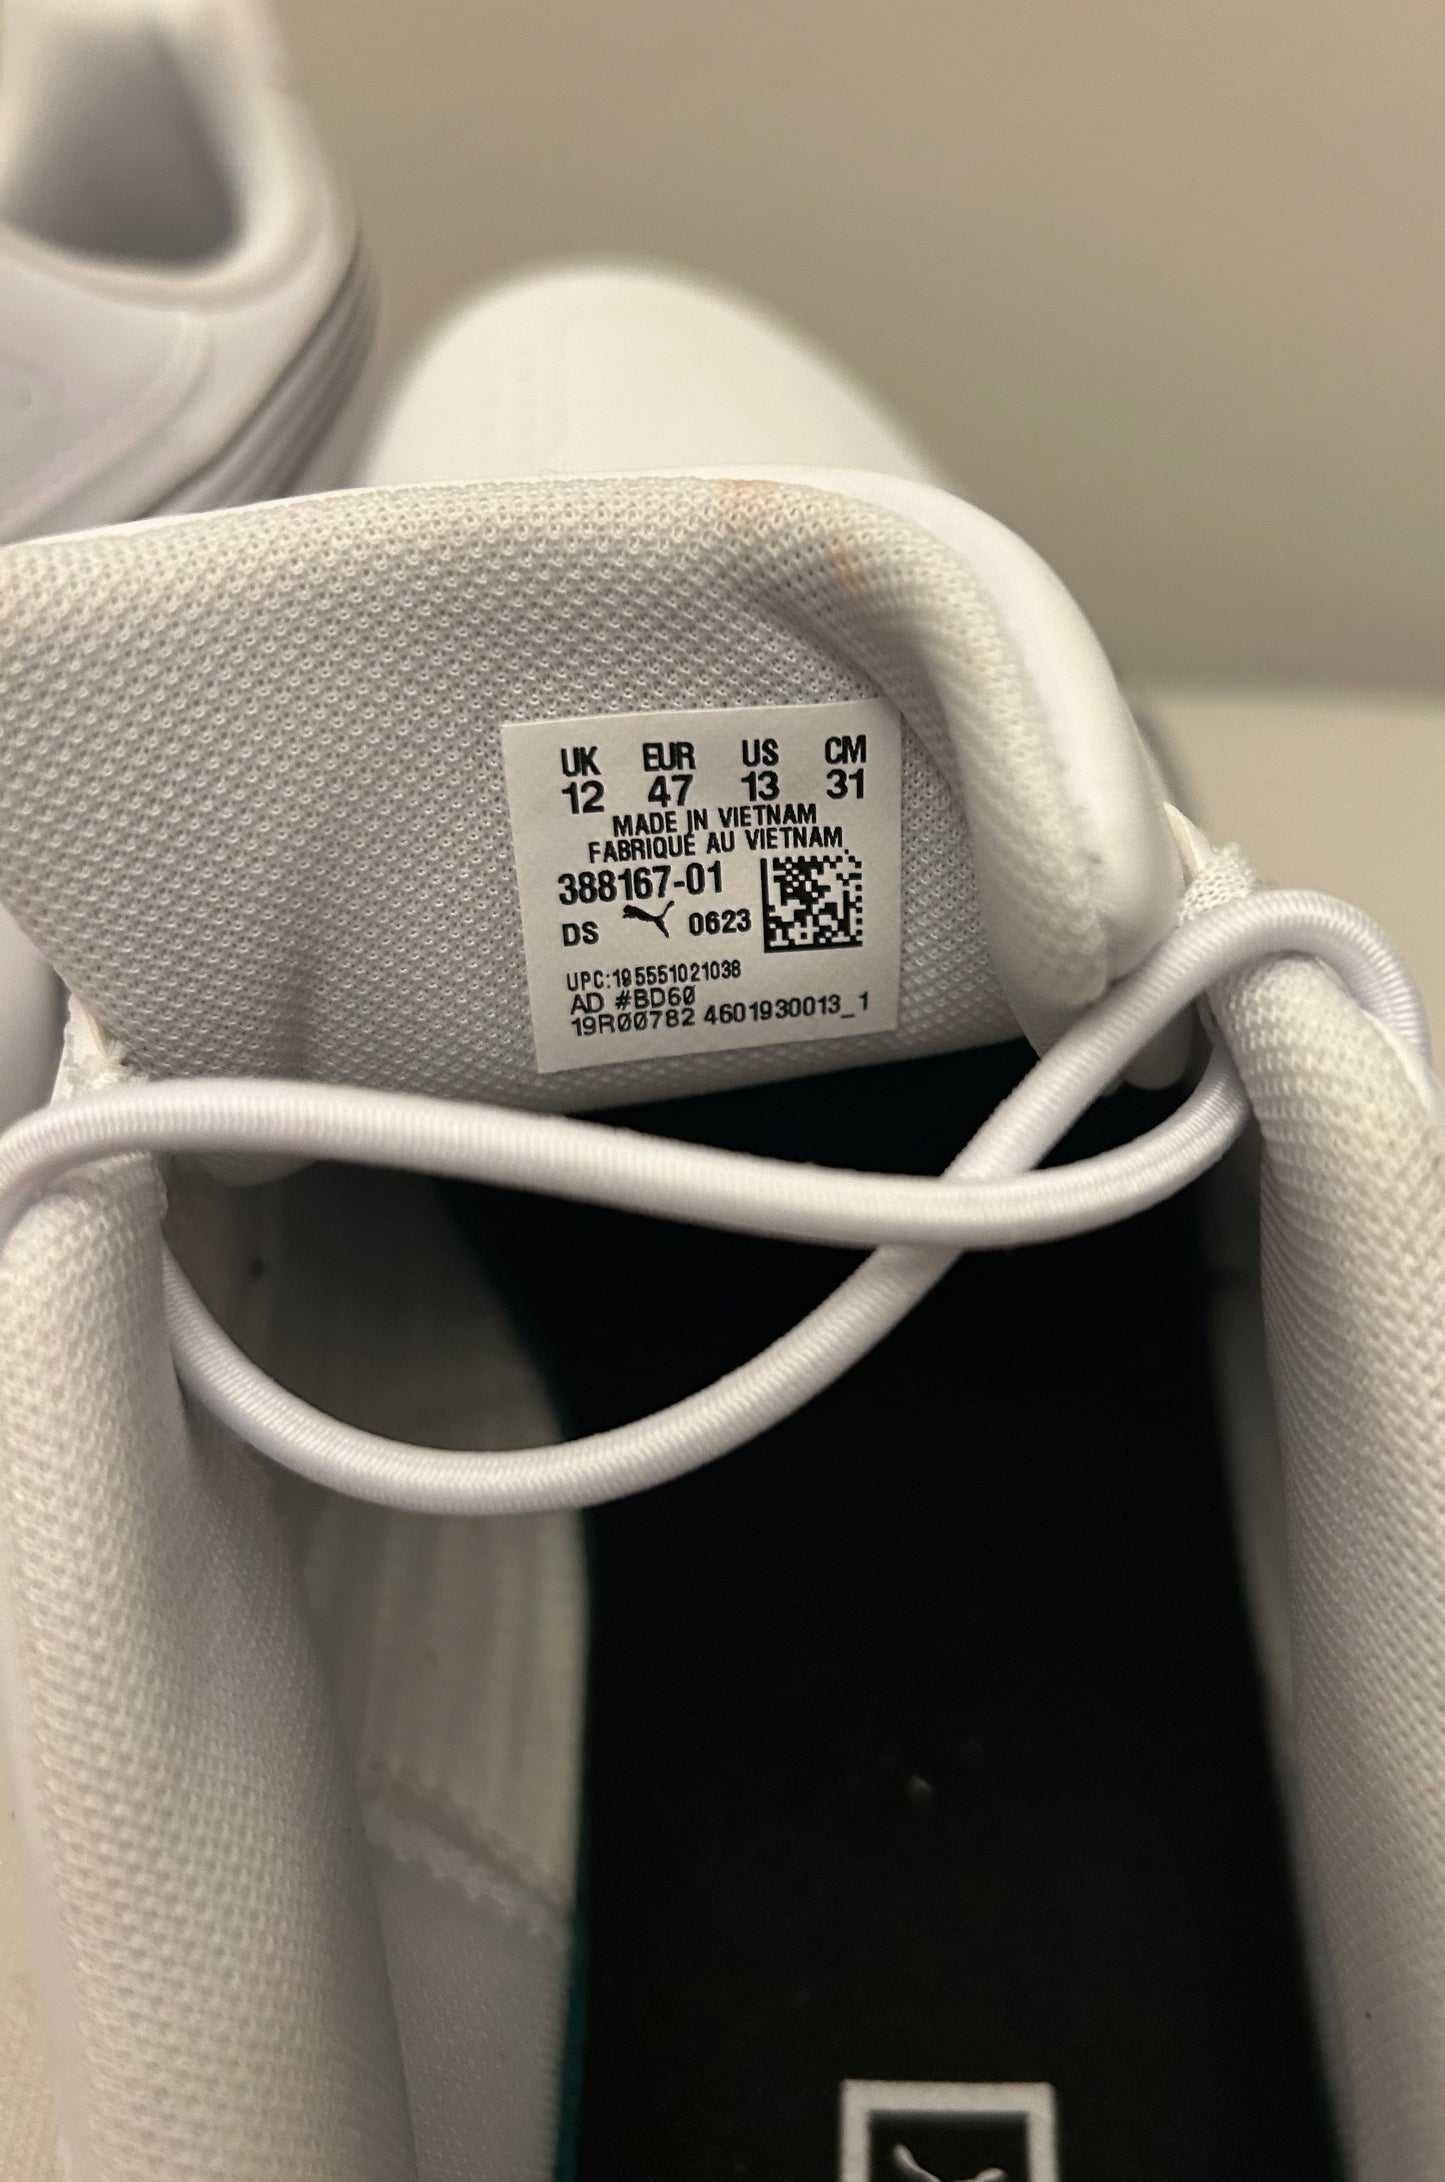 UK EUR US CM
12 47 13 31
MADE IN VIETNAM
FABRIQUÉ AU VIETNAM
388167-01
DS 0623
UPC:195551021038
AD #BD60
19R00782 4601930013_1